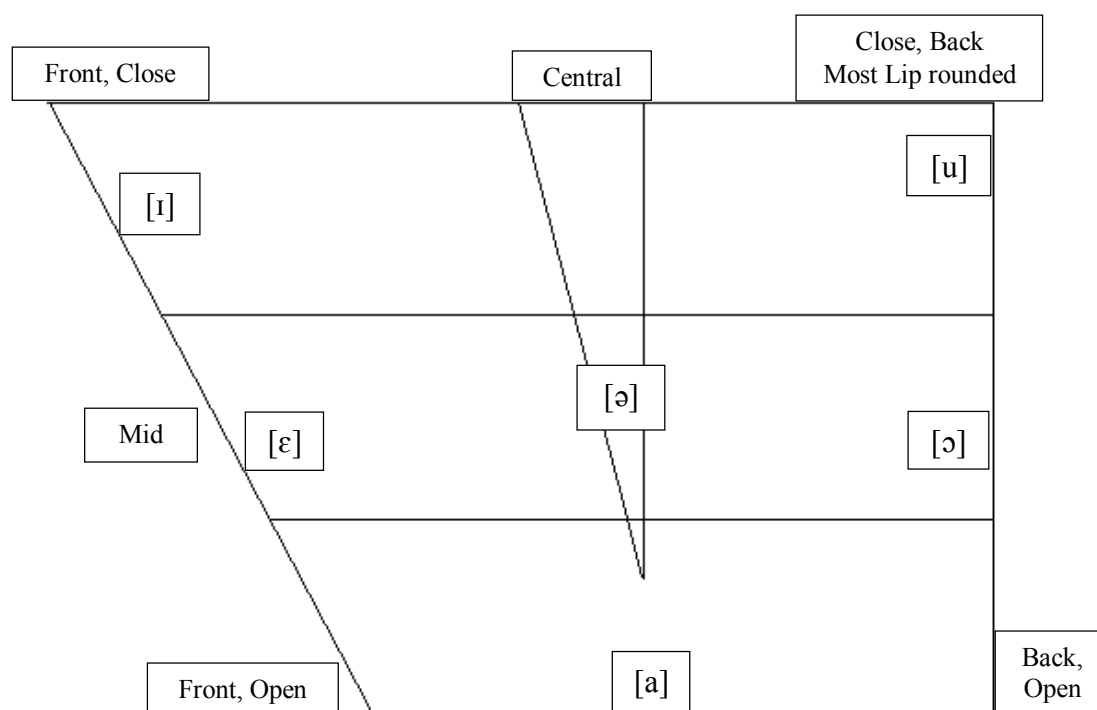 Close, Back
Most Lip rounded
Front, Close
Central
[u]
[ɪ]
[ə]
Mid
[ɛ]
[ɔ]
Back,
Open
Front, Open
[a]